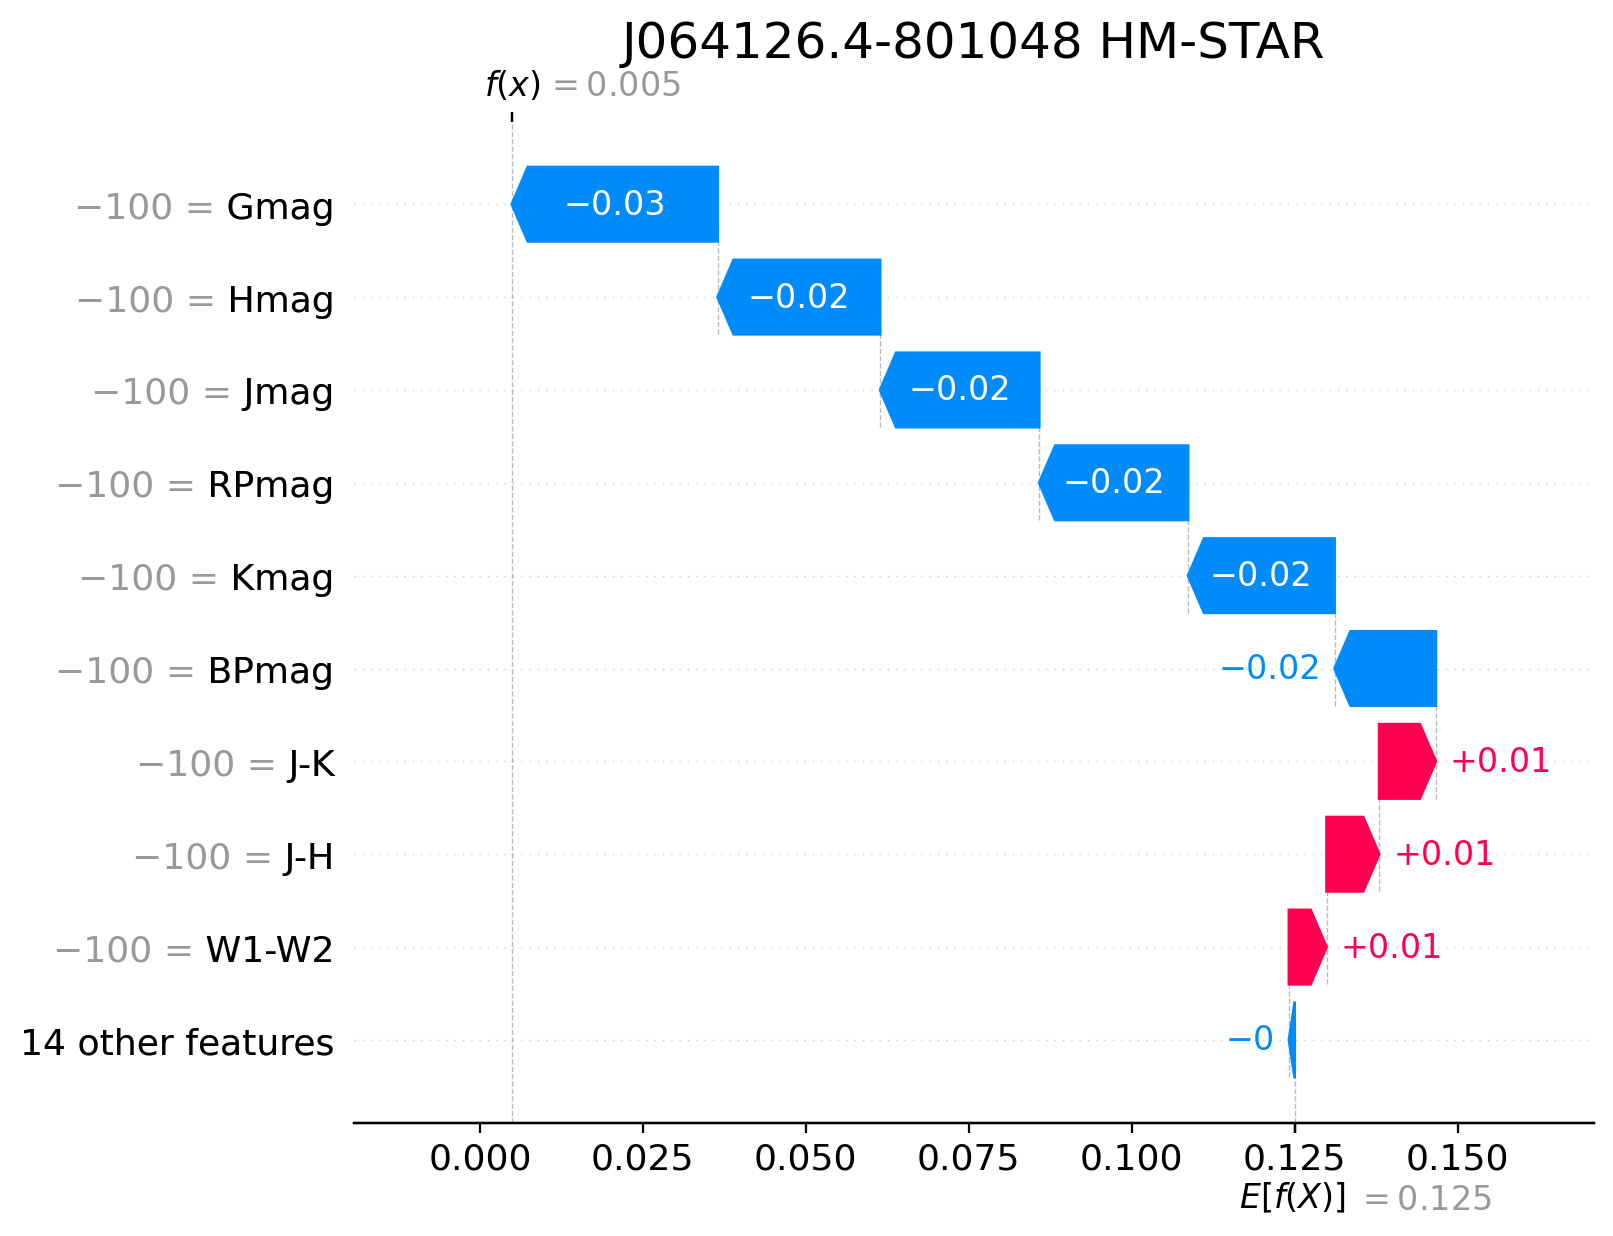 J064126.4-801048 HM-STAR
f(x) = 0.005
−100 = Gmag −0.03
−100 = Hmag −0.02
−100 = Jmag −0.02
−100 = RPmag −0.02
−100 = Kmag −0.02
−100 = BPmag −0.02
−100 = J-K +0.01
−100 = J-H +0.01
−100 = W1-W2 +0.01
14 other features −0
0.000 0.025 0.050 0.075 0.100 0.125 0.150
E[f(X)] = 0.125